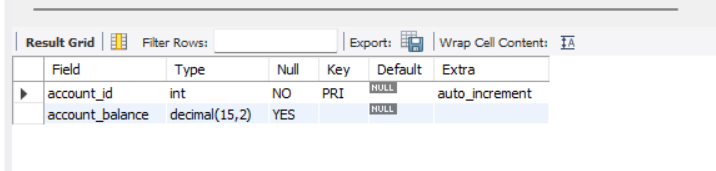 Result Grid Filter Rows: Export: Wrap Cell Content: IA
Field Type Null Key Default Extra
account_id int NO PRI NULL auto_increment
account_balance decimal(15,2) YES NULL